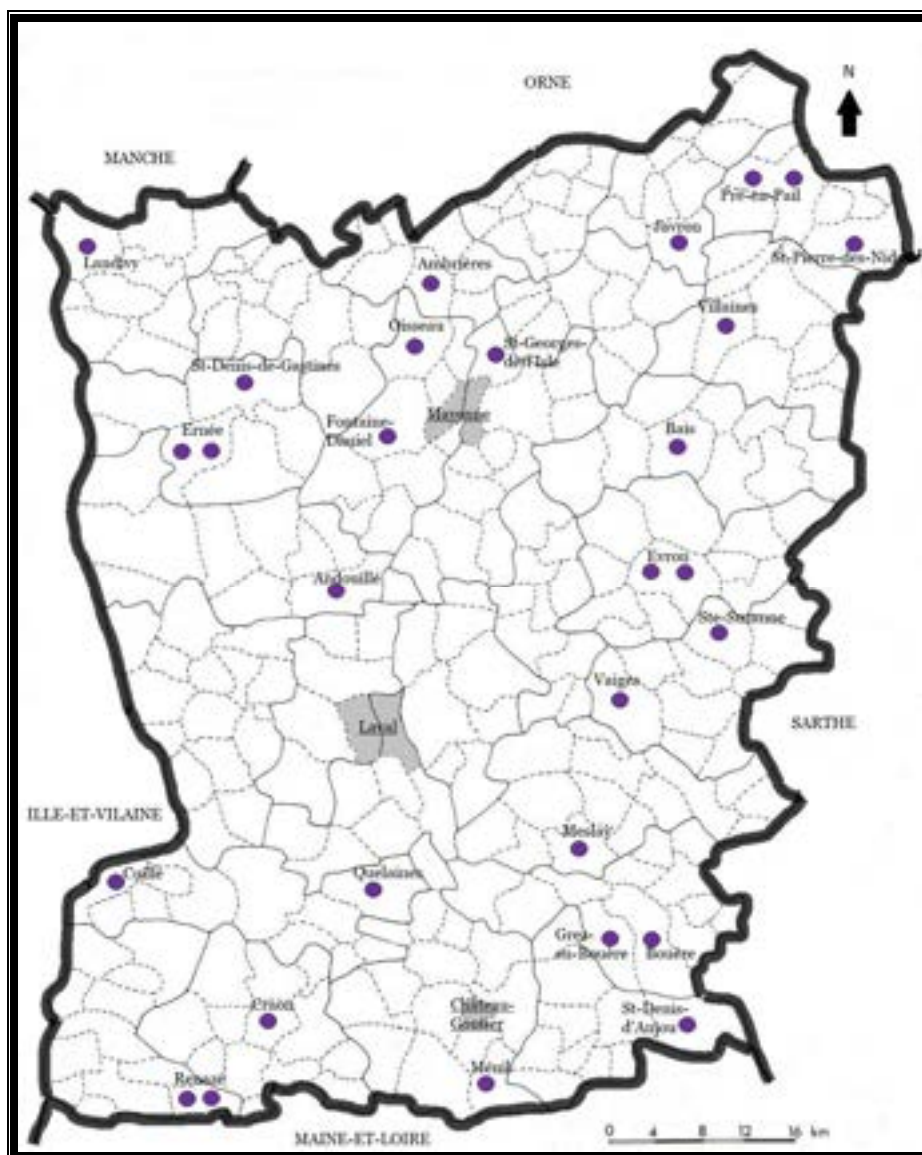 ORNE
N
MANCHE
Pré-en-Pail
Javron
Landivy
St-Pierre-des-Nids
Ambrières
Villaines
Oisseau
St-Georges-
de-l'Isle
St-Denis-de-Gastines
Mayenne
Fontaine-
Daniel
Ernée
Bais
Evron
Andouillé
Ste-Suzanne
Vaiges
Laval
SARTHE
ILLE-ET-VILAINE
Meslay
Cuillé
Quelaines
Grez-
en-Bouère
Bouère
Château-
Gontier
St-Denis-
d'Anjou
Craon
Ménil
Renazé
MAINE-ET-LOIRE
0 4 8 12 16 km